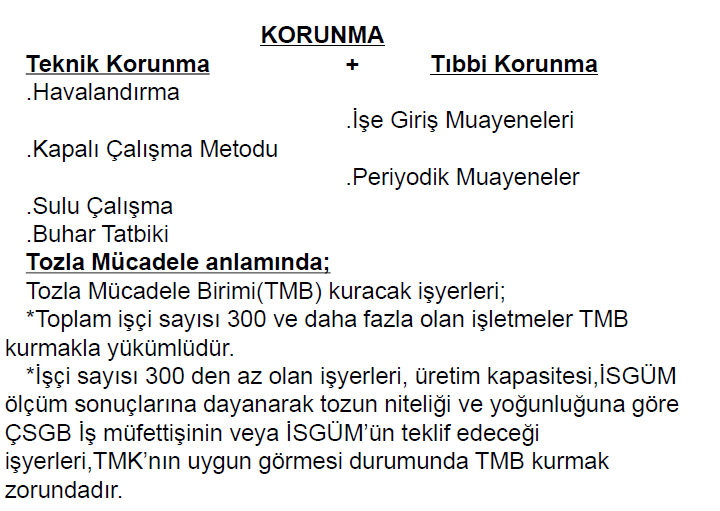 KORUNMA
Teknik Korunma + Tıbbi Korunma
.Havalandırma
.İşe Giriş Muayeneleri
.Kapalı Çalışma Metodu
.Periyodik Muayeneler
.Sulu Çalışma
.Buhar Tatbiki
Tozla Mücadele anlamında;
Tozla Mücadele Birimi(TMB) kuracak işyerleri;
*Toplam işçi sayısı 300 ve daha fazla olan işletmeler TMB
kurmakla yükümlüdür.
*İşçi sayısı 300 den az olan işyerleri, üretim kapasitesi,İSGÜM
ölçüm sonuçlarına dayanarak tozun niteliği ve yoğunluğuna göre
ÇSGB İş müfettişinin veya İSGÜM’ün teklif edeceği
işyerleri,TMK’nın uygun görmesi durumunda TMB kurmak
zorundadır.